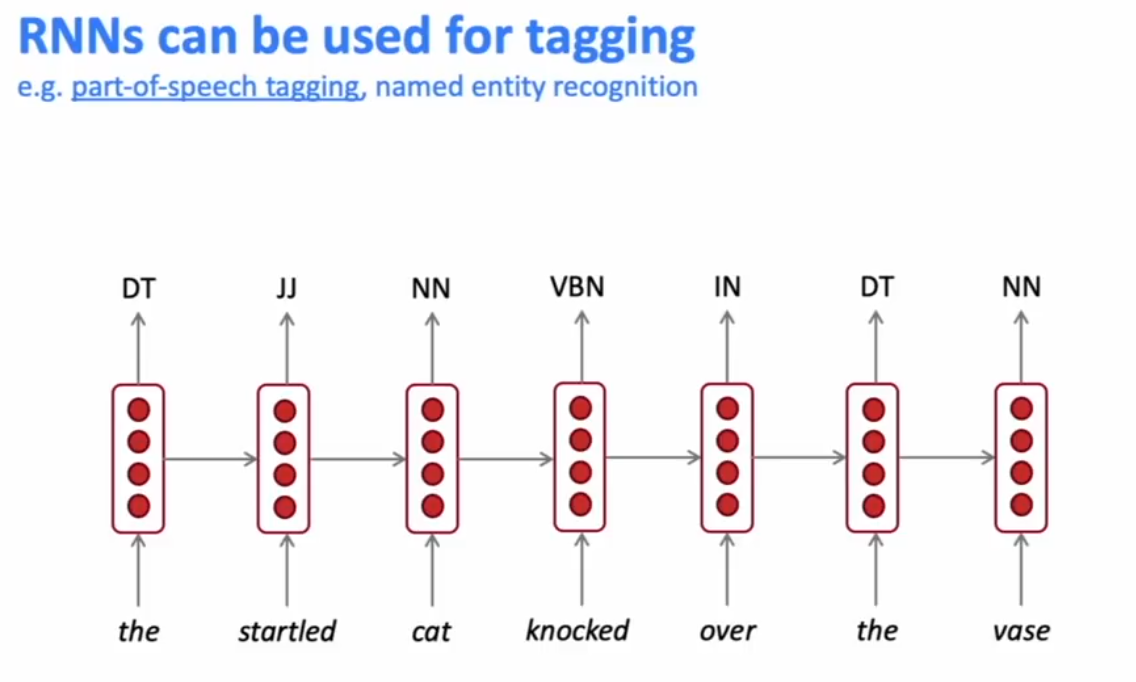 RNNs can be used for tagging
e.g. part-of-speech tagging, named entity recognition
DT JJ NN VBN IN DT NN
the startled cat knocked over the vase